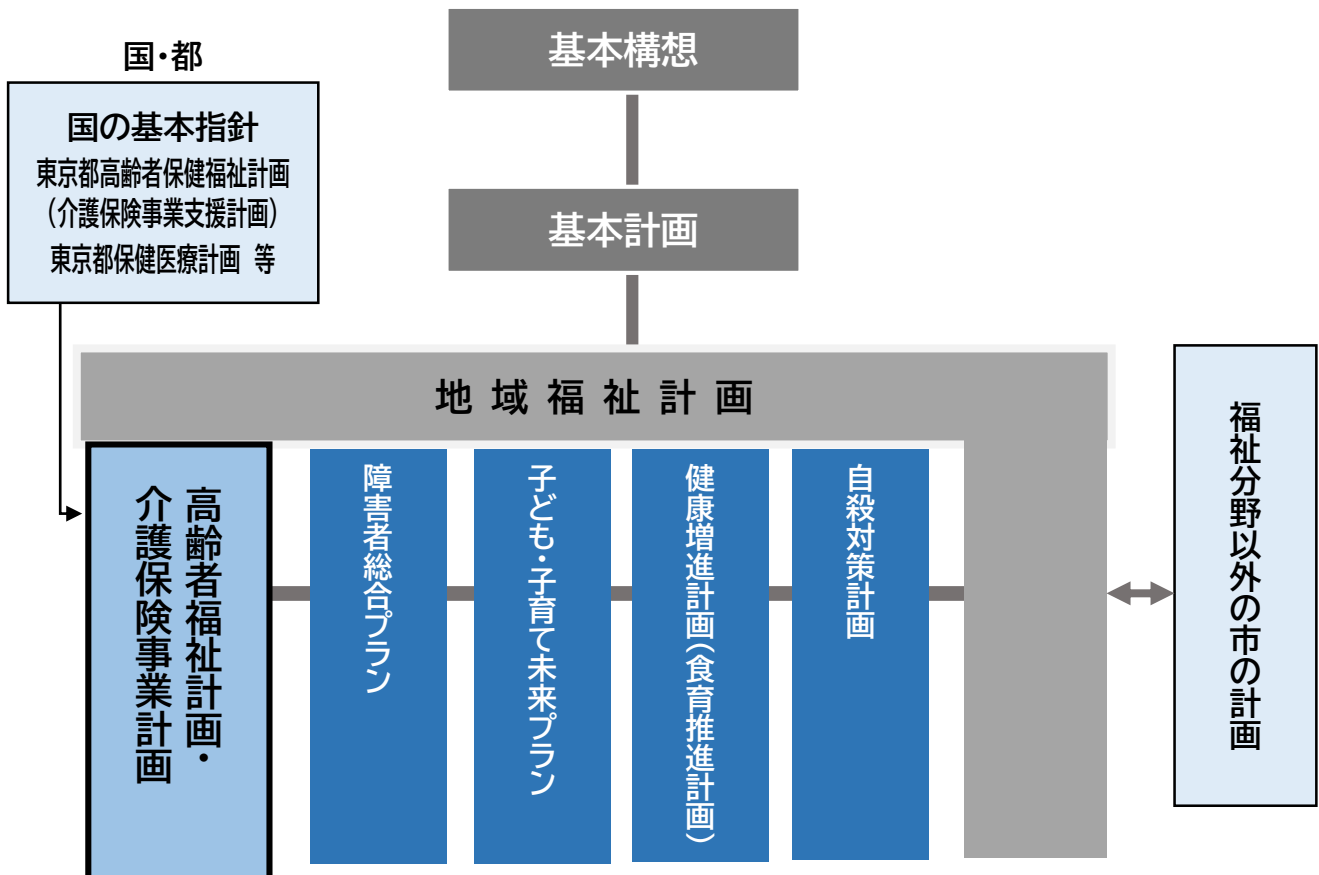 国・都
国の基本指針
東京都高齢者保健福祉計画
（介護保険事業支援計画）
東京都保健医療計画 等
基本構想
基本計画
地域福祉計画
高齢者福祉計画・
介護保険事業計画
障害者総合プラン
子ども・子育て未来プラン
健康増進計画（食育推進計画）
自殺対策計画
福祉分野以外の市の計画